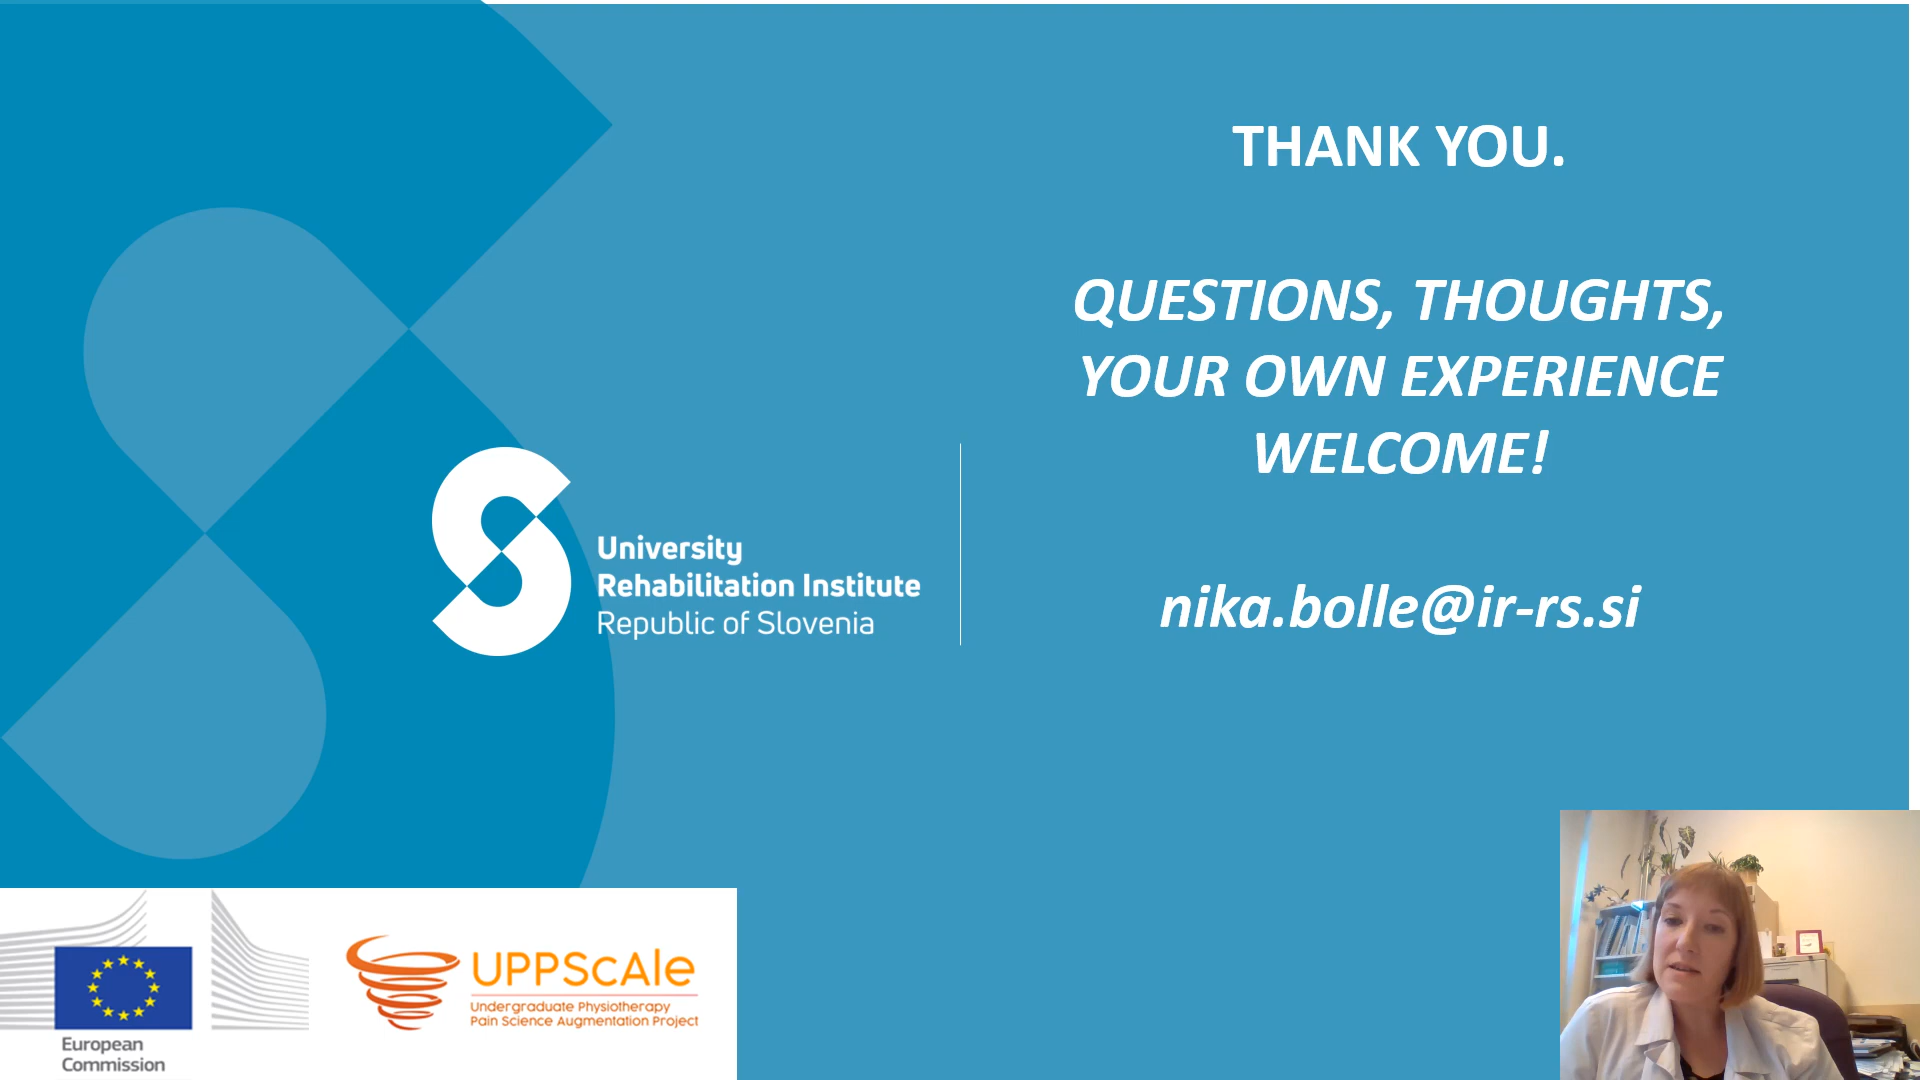 THANK YOU.
QUESTIONS, THOUGHTS,
YOUR OWN EXPERIENCE
WELCOME!
nika.bolle@ir-rs.si
University
Rehabilitation Institute
Republic of Slovenia
European
Commission
UPPScAle
Undergraduate Physiotherapy
Pain Science Augmentation Project